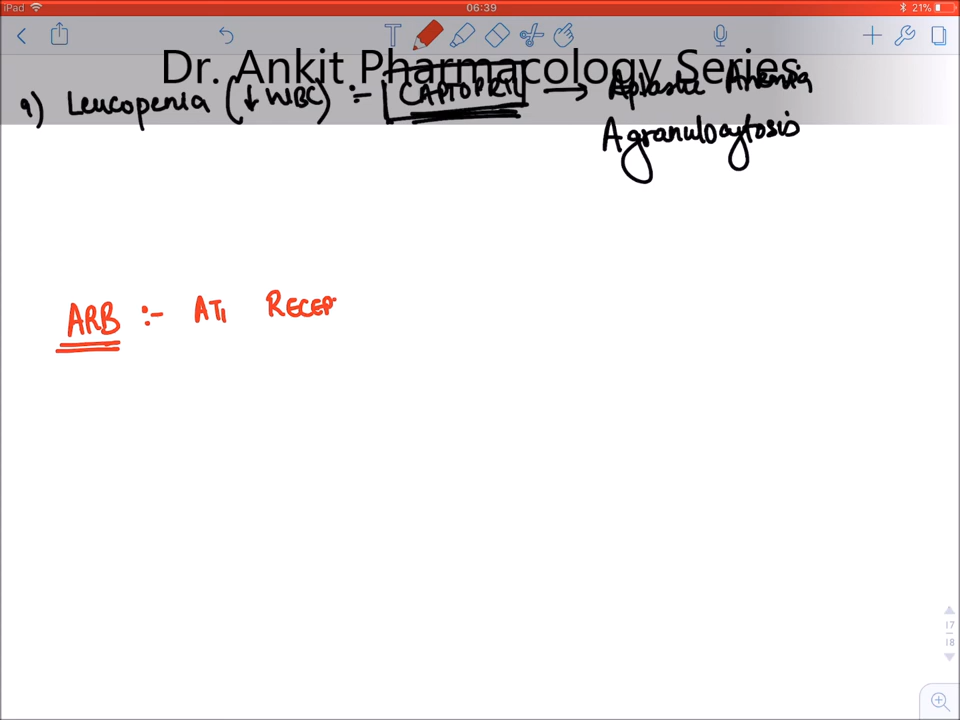 iPad 06:39 21%
Dr. Ankit Pharmacology Series
9) Leucopenia (↓ WBC) :- CAPTOPRIL → Aplastic Anemia
Agranulocytosis
ARB :- AT1 RECEP
17
18